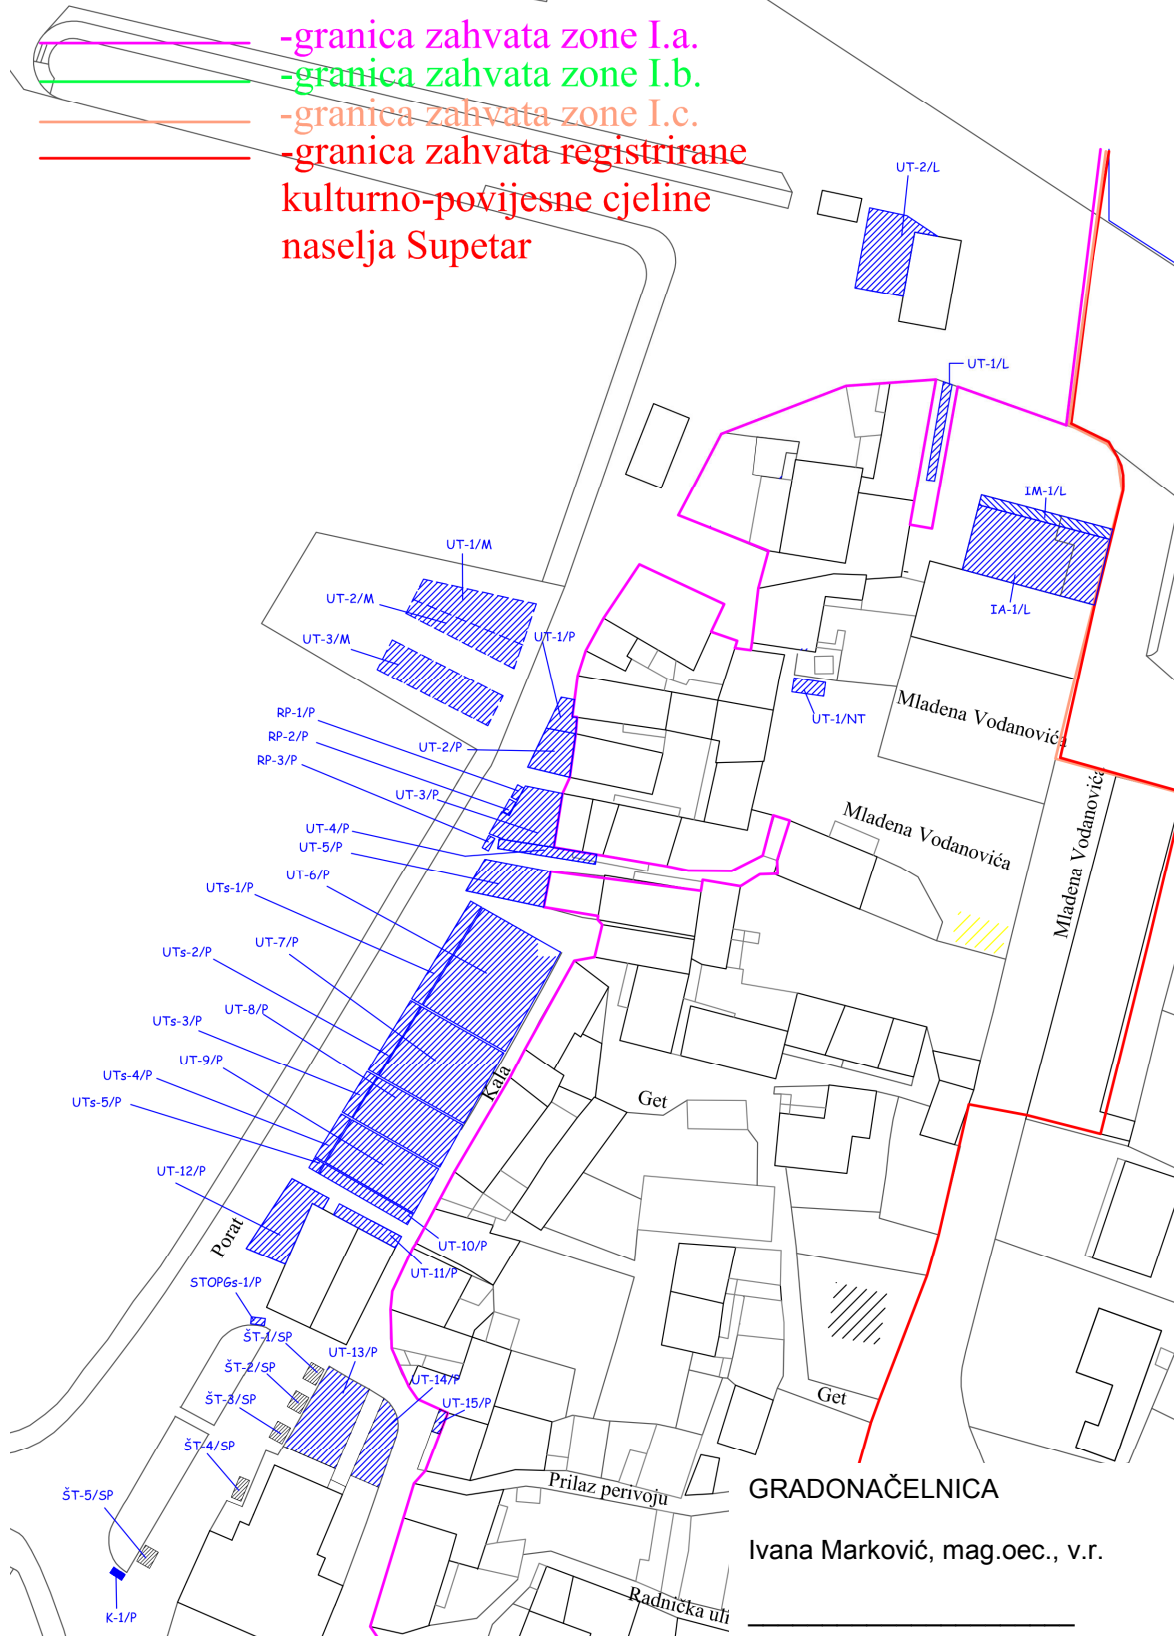 -granica zahvata zone I.a.
-granica zahvata zone I.b.
-granica zahvata zone I.c.
-granica zahvata registrirane
kulturno-povijesne cjeline
naselja Supetar
UT-2/L
UT-1/L
IM-1/L
IA-1/L
UT-1/M
UT-2/M
UT-3/M
UT-1/P
UT-1/NT
Mladena Vodanovića
RP-1/P
RP-2/P
RP-3/P
UT-2/P
UT-3/P
UT-4/P
UT-5/P
Mladena Vodanovića
Mladena Vodanovića
UT-6/P
UTs-1/P
UT-7/P
UTs-2/P
UT-8/P
UTs-3/P
UT-9/P
UTs-4/P
UTs-5/P
Kala
Get
UT-12/P
Porat
UT-10/P
UT-11/P
STOPGs-1/P
ŠT-1/SP
UT-13/P
ŠT-2/SP
UT-14/P
ŠT-3/SP
UT-15/P
Get
ŠT-4/SP
Prilaz perivoju
ŠT-5/SP
K-1/P
Radnička uli
GRADONAČELNICA
Ivana Marković, mag.oec., v.r.